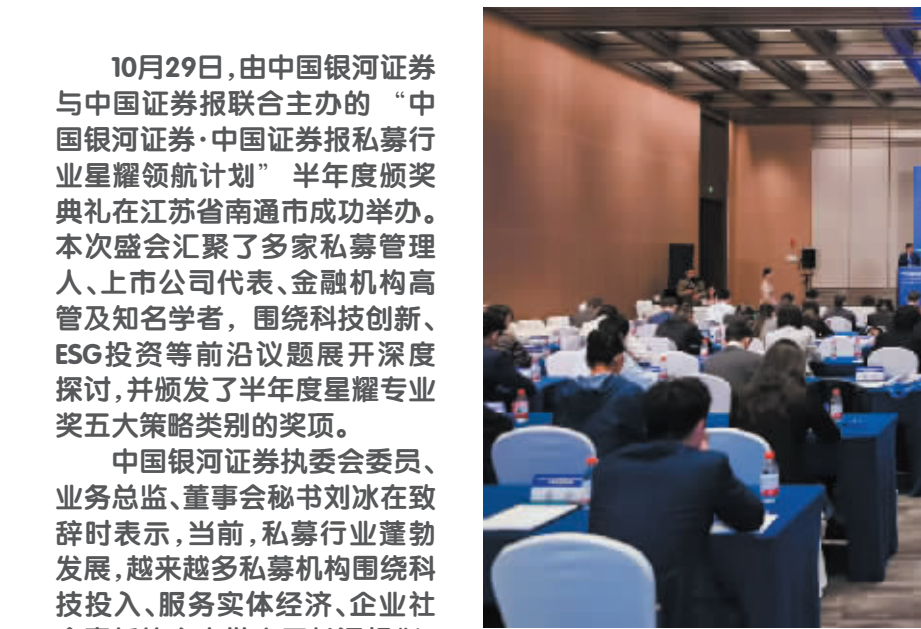 10月29日,由中国银河证券
与中国证券报联合主办的 “中
国银河证券·中国证券报私募行
业星耀领航计划” 半年度颁奖
典礼在江苏省南通市成功举办。
本次盛会汇聚了多家私募管理
人、上市公司代表、金融机构高
管及知名学者, 围绕科技创新、
ESG投资等前沿议题展开深度
探讨,并颁发了半年度星耀专业
奖五大策略类别的奖项。
中国银河证券执委会委员、
业务总监、董事会秘书刘冰在致
辞时表示,当前,私募行业蓬勃
发展,越来越多私募机构围绕科
技投入、服务实体经济、企业社